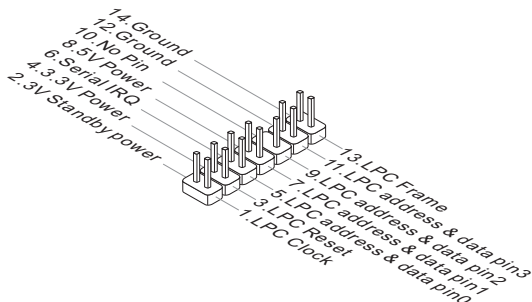 14.Ground
12.Ground
10.No Pin
8.5V Power
6.Serial IRQ
4.3.3V Power
2.3V Standby power
13.LPC Frame
11.LPC address & data pin3
9.LPC address & data pin2
7.LPC address & data pin1
5.LPC address & data pin0
3.LPC Reset
1.LPC Clock